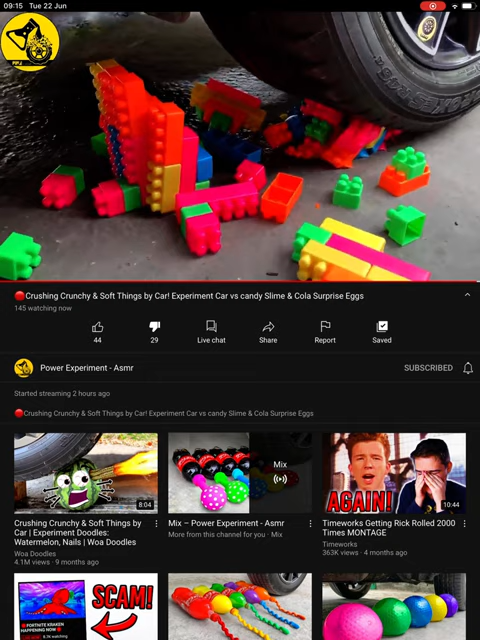 09:15 Tue 22 Jun
PPJ
Crushing Crunchy & Soft Things by Car! Experiment Car vs candy Slime & Cola Surprise Eggs
145 watching now
44
29
Live chat
Share
Report
Saved
Power Experiment - Asmr
SUBSCRIBED
Started streaming 2 hours ago
Crushing Crunchy & Soft Things by Car! Experiment Car vs candy Slime & Cola Surprise Eggs
8:04
Mix
AGAIN!
10:44
Crushing Crunchy & Soft Things by
Car | Experiment Doodles:
Watermelon, Nails | Woa Doodles
Woa Doodles
4.1M views · 9 months ago
Mix – Power Experiment - Asmr
More from this channel for you · Mix
Timeworks Getting Rick Rolled 2000
Times MONTAGE
Timeworks
363K views · 4 months ago
FORTNITE KRAKEN
HAPPENING NOW
SCAM!